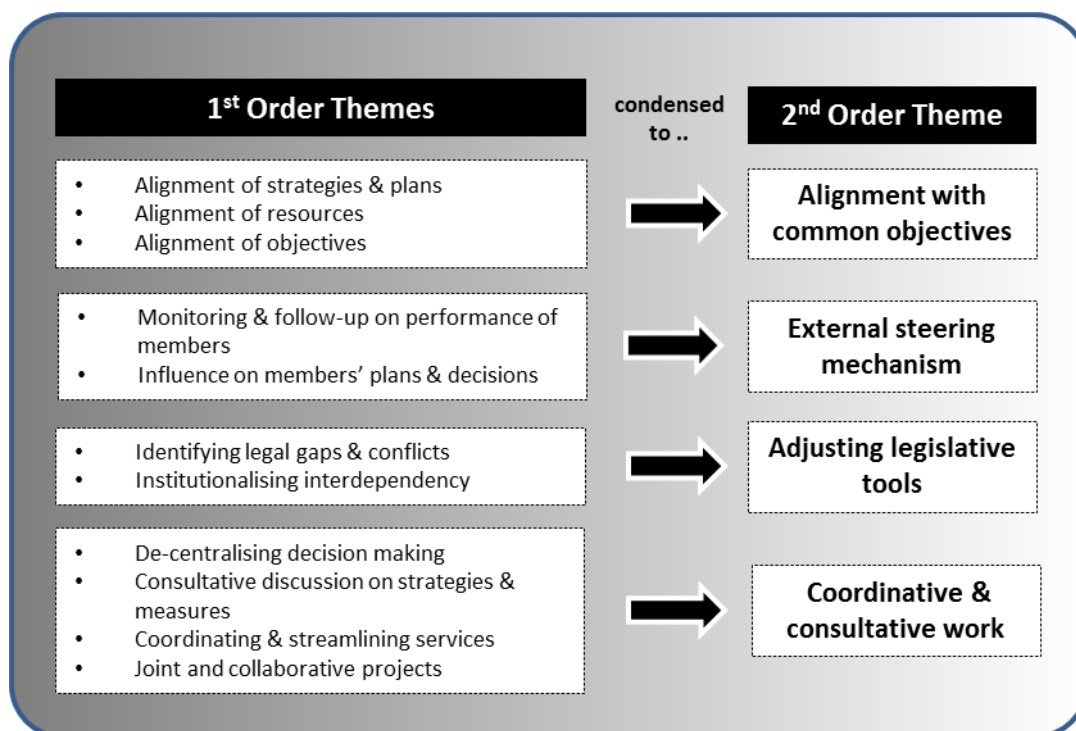 1st Order Themes
condensed
to ..
2nd Order Theme
• Alignment of strategies & plans
• Alignment of resources
• Alignment of objectives
Alignment with
common objectives
• Monitoring & follow-up on performance of
members
• Influence on members’ plans & decisions
External steering
mechanism
• Identifying legal gaps & conflicts
• Institutionalising interdependency
Adjusting legislative
tools
• De-centralising decision making
• Consultative discussion on strategies &
measures
• Coordinating & streamlining services
• Joint and collaborative projects
Coordinative &
consultative work